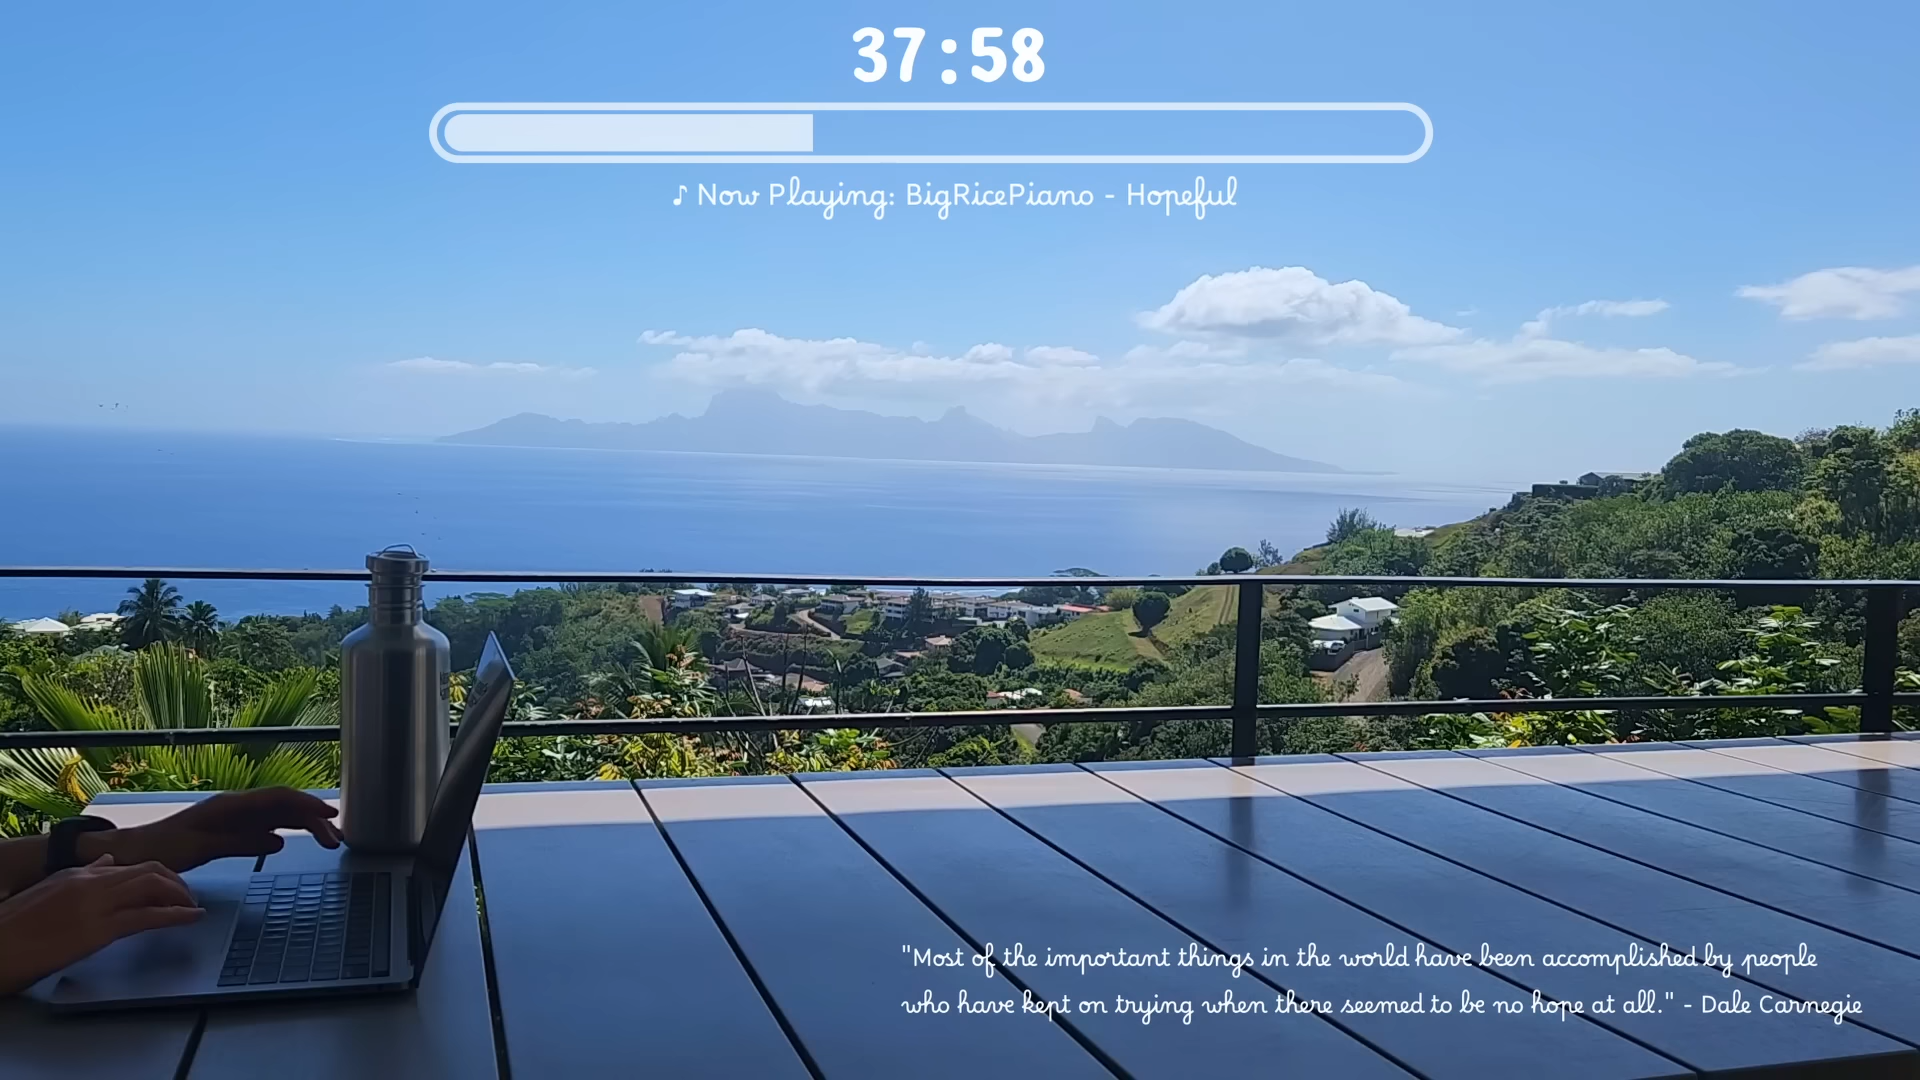 37:58
♪ Now Playing: BigRicePiano - Hopeful
"Most of the important things in the world have been accomplished by people
who have kept on trying when there seemed to be no hope at all." - Dale Carnegie